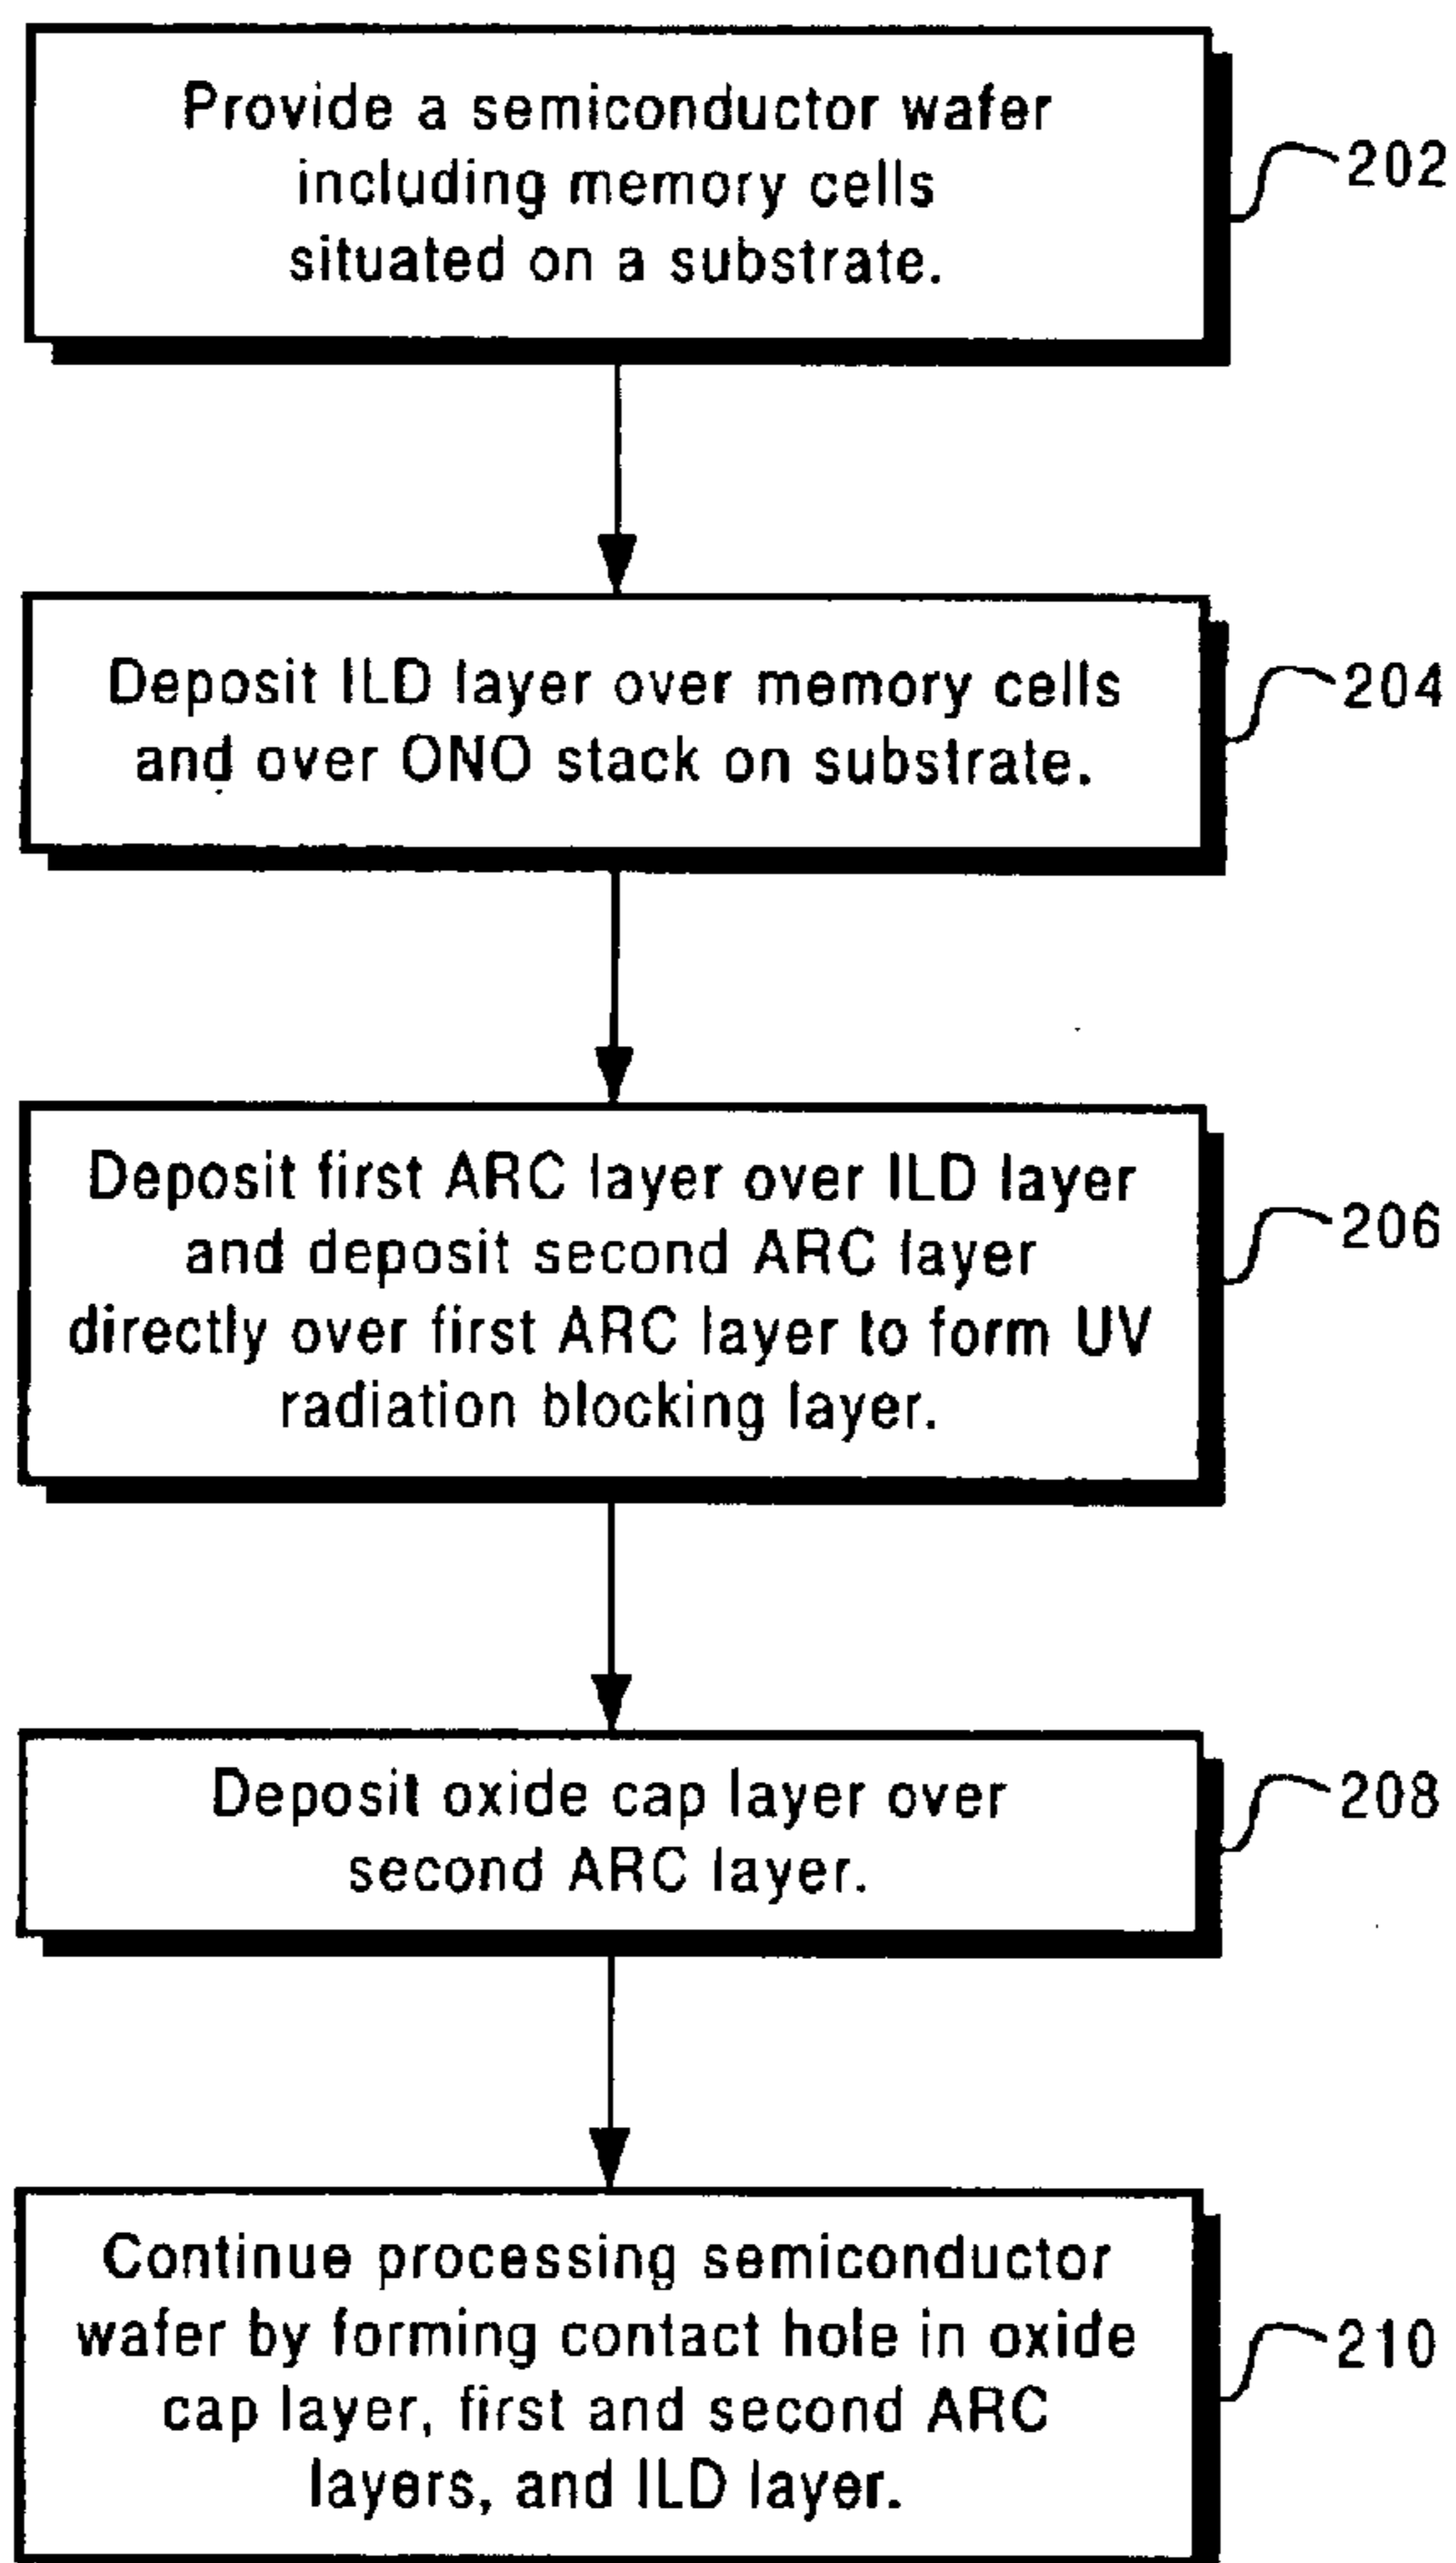 Provide a semiconductor wafer
including memory cells
situated on a substrate.
202
Deposit ILD layer over memory cells
and over ONO stack on substrate.
204
Deposit first ARC layer over ILD layer
and deposit second ARC layer
directly over first ARC layer to form UV
radiation blocking layer.
206
Deposit oxide cap layer over
second ARC layer.
208
Continue processing semiconductor
wafer by forming contact hole in oxide
cap layer, first and second ARC
layers, and ILD layer.
210